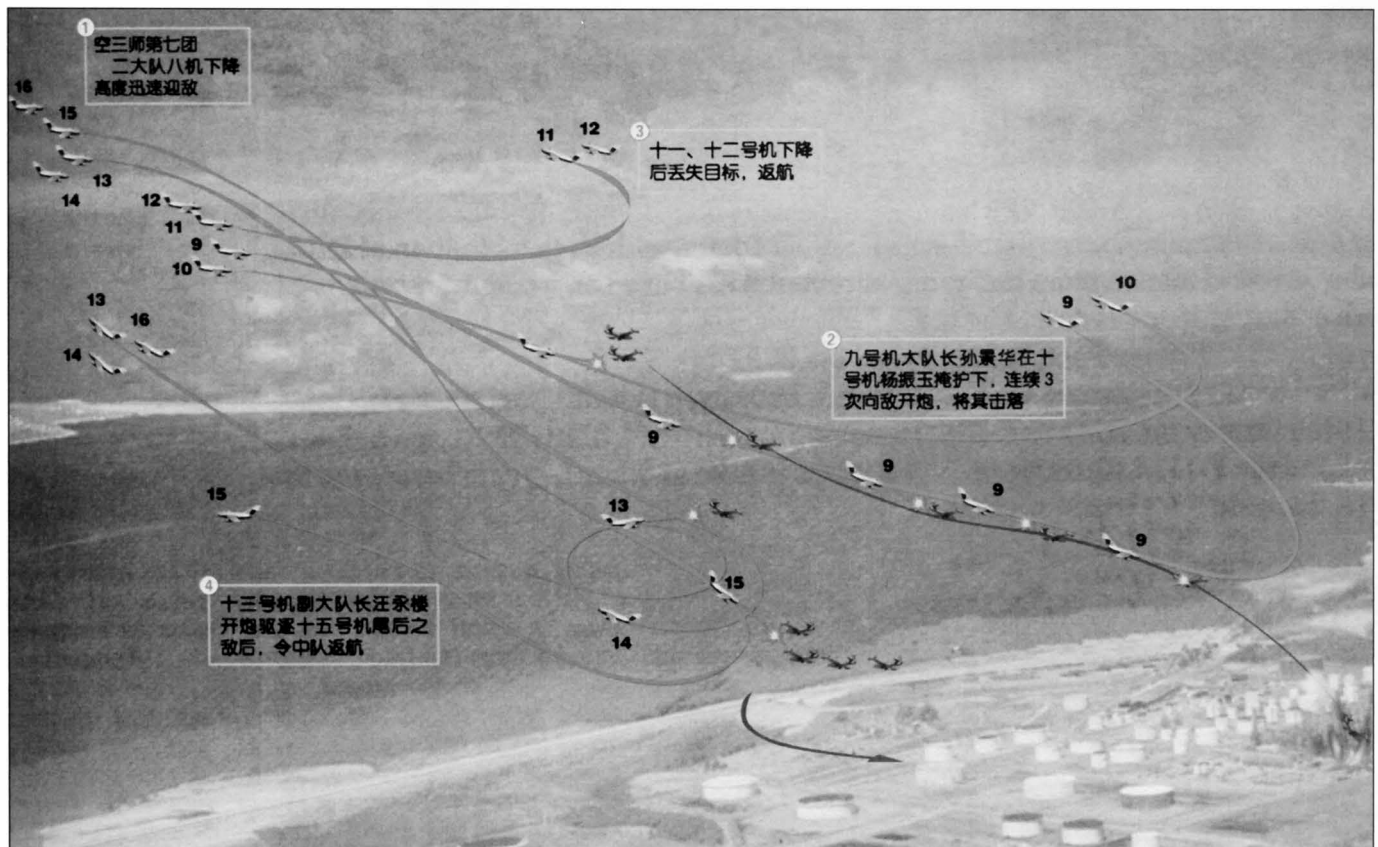 1
空三师第七团
二大队八机下降
高度迅速迎敌
16
15
13
14
12
11
9
10
11
12
3
十一、十二号机下降
后丢失目标，返航
13
16
14
9
10
2
九号机大队长孙景华在十
号机杨振玉掩护下，连续3
次向敌开炮，将其击落
9
9
9
9
15
13
15
14
4
十三号机副大队长汪永楼
开炮驱逐十五号机尾后之
敌后，令中队返航